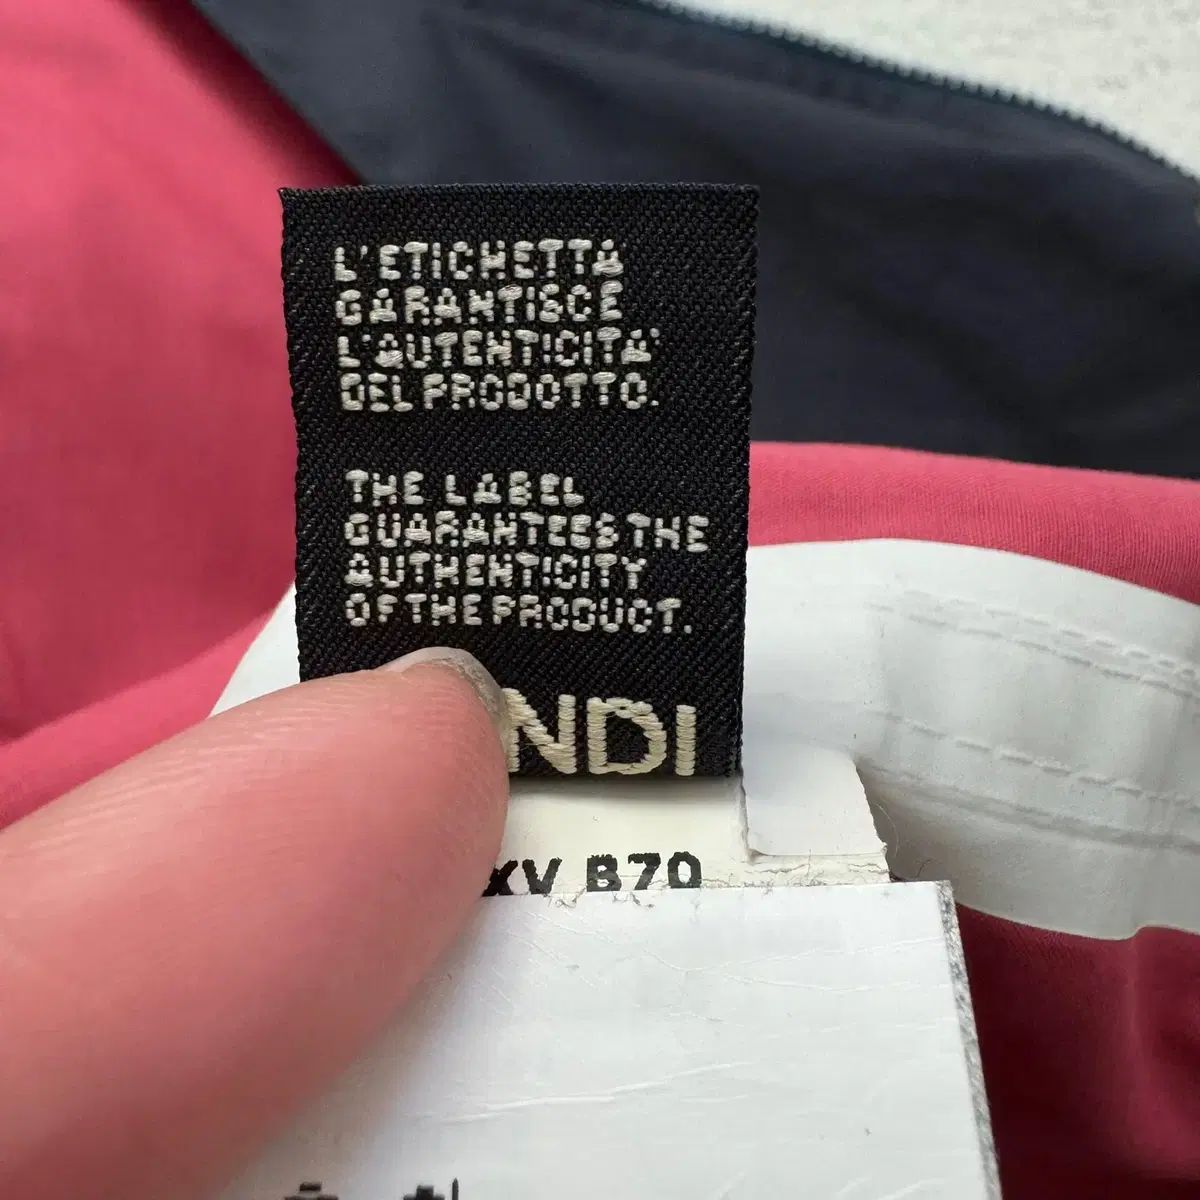 L'ETICHETTA
GARANTISCE
L'AUTENTICITA'
DEL PRODOTTO.
THE LABEL
GUARANTEES THE
AUTHENTICITY
OF THE PRODUCT.
NDI
XV B70